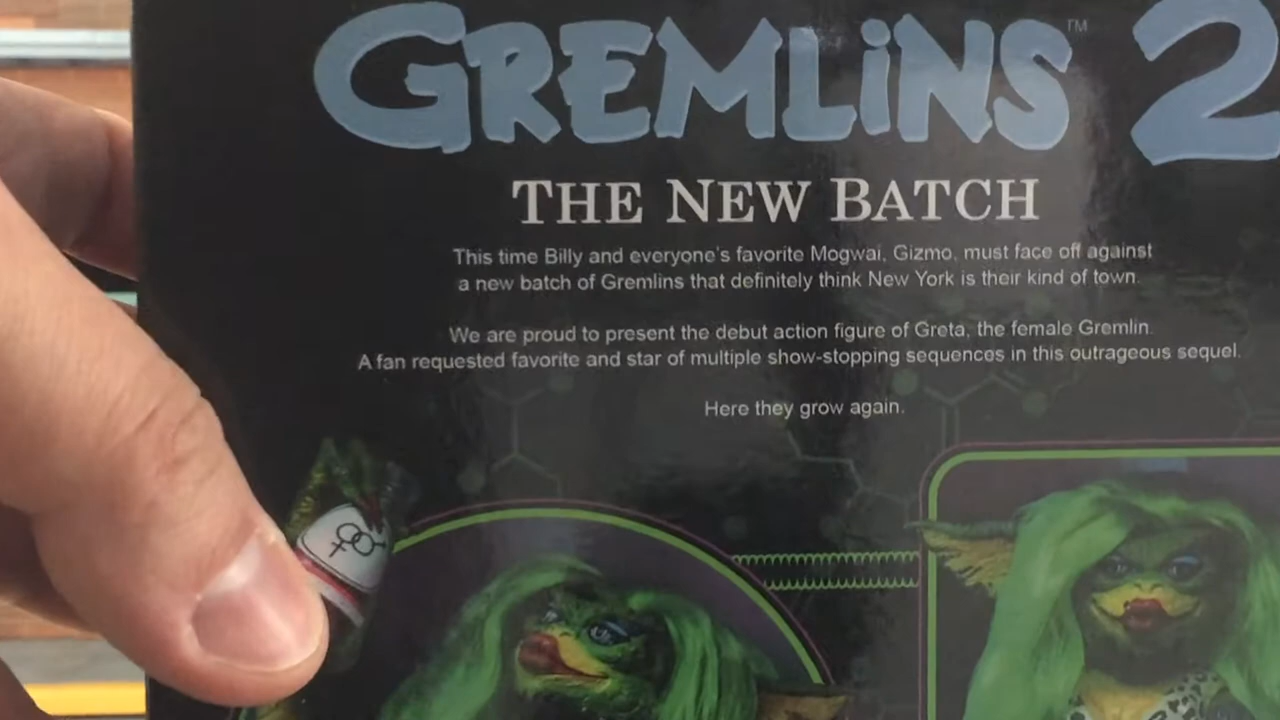 GREMLiNS™ 2
THE NEW BATCH
This time Billy and everyone's favorite Mogwai, Gizmo, must face off against
a new batch of Gremlins that definitely think New York is their kind of town.
We are proud to present the debut action figure of Greta, the female Gremlin.
A fan requested favorite and star of multiple show-stopping sequences in this outrageous sequel.
Here they grow again.